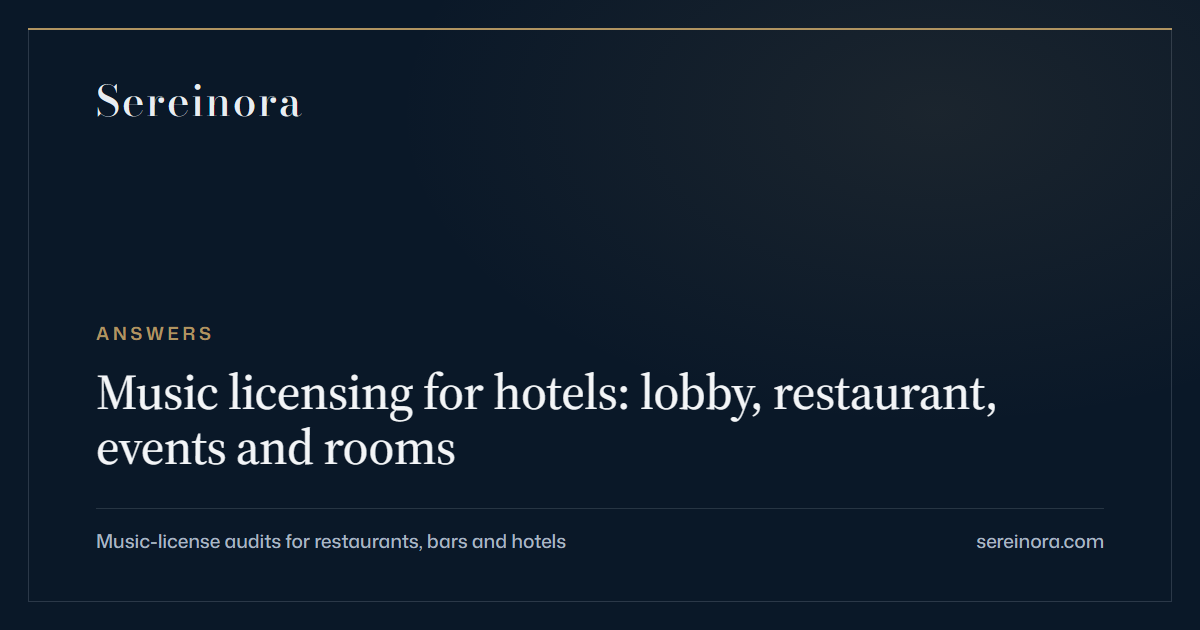 Sereinora
ANSWERS
Music licensing for hotels: lobby, restaurant,
events and rooms
Music-license audits for restaurants, bars and hotels
sereinora.com